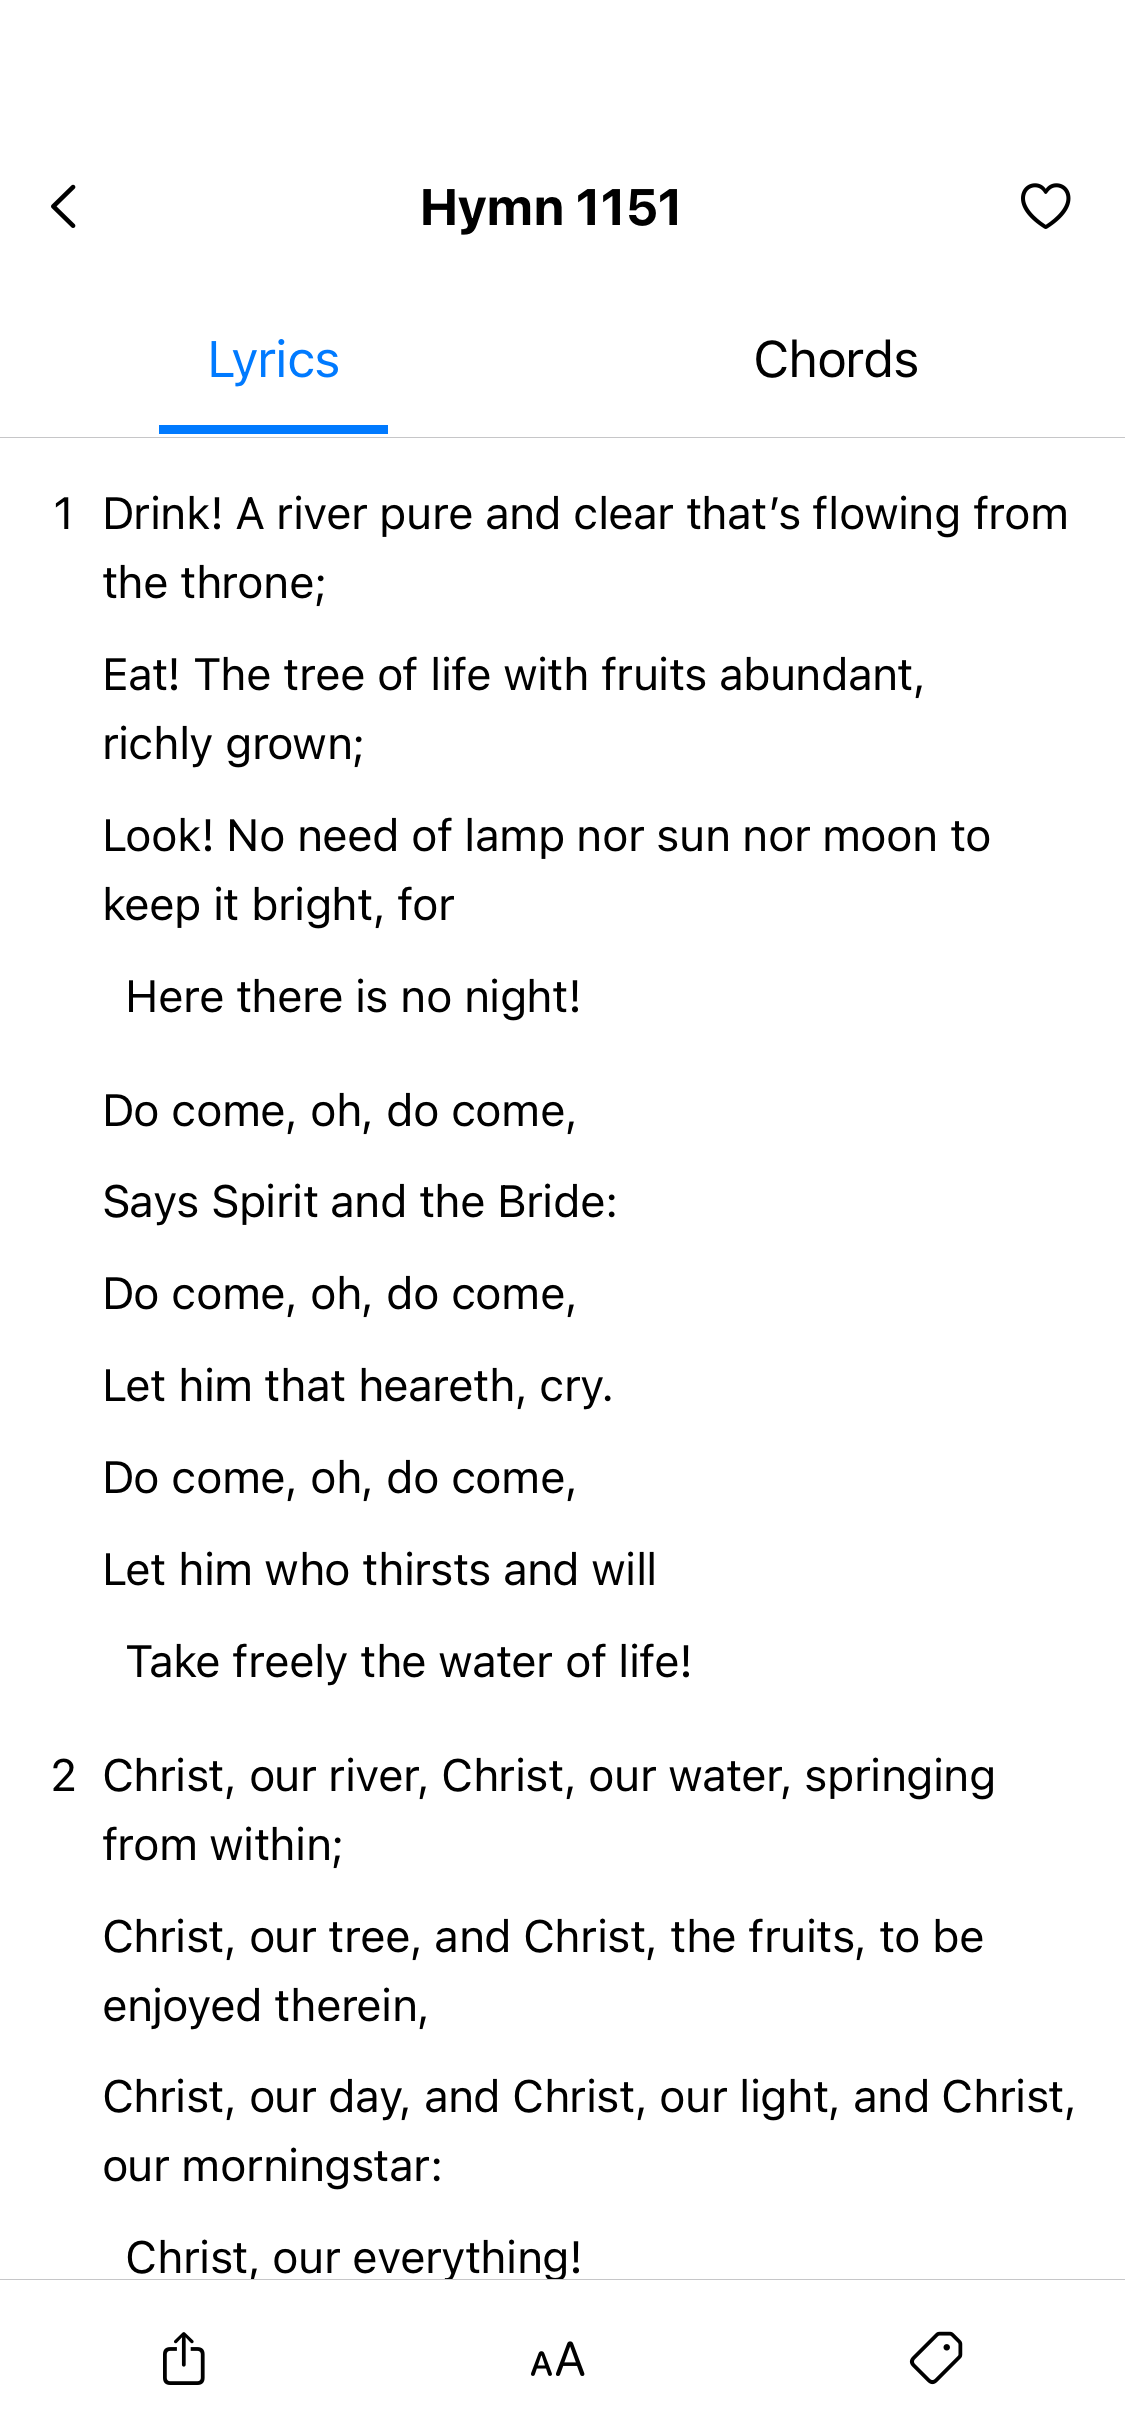 Hymn 1151
Lyrics
Chords
1 Drink! A river pure and clear that’s flowing from
the throne;
Eat! The tree of life with fruits abundant,
richly grown;
Look! No need of lamp nor sun nor moon to
keep it bright, for
Here there is no night!
Do come, oh, do come,
Says Spirit and the Bride:
Do come, oh, do come,
Let him that heareth, cry.
Do come, oh, do come,
Let him who thirsts and will
Take freely the water of life!
2 Christ, our river, Christ, our water, springing
from within;
Christ, our tree, and Christ, the fruits, to be
enjoyed therein,
Christ, our day, and Christ, our light, and Christ,
our morningstar:
Christ, our everything!
AA